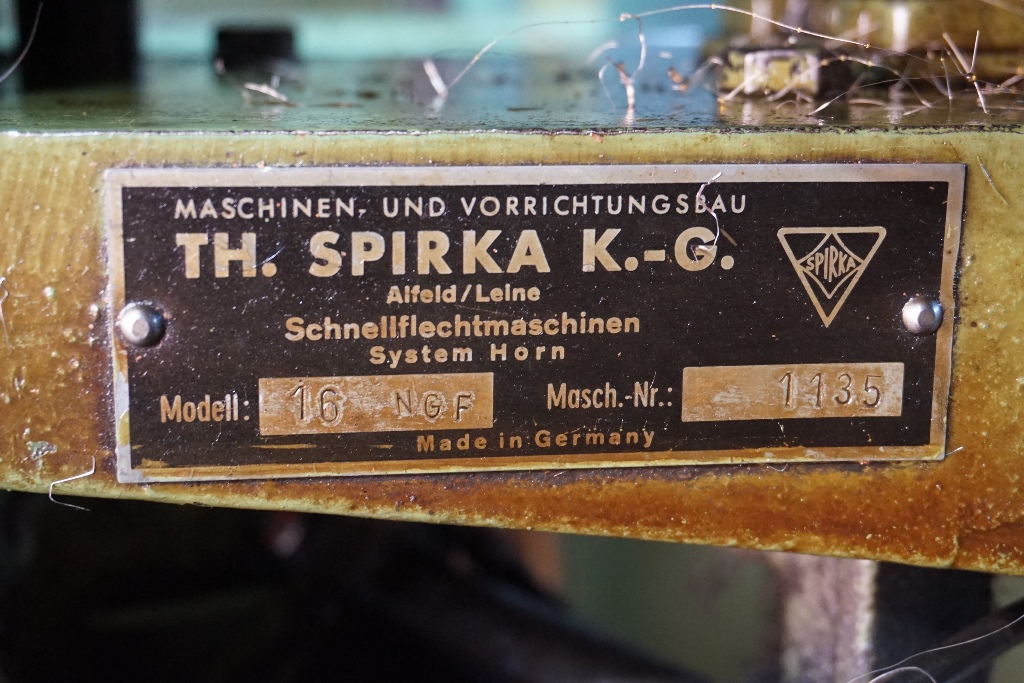 MASCHINEN- UND VORRICHTUNGSBAU
TH. SPIRKA K.-G.
SPIRKA
Alfeld/Leine
Schnellflechtmaschinen
System Horn
Modell: 16 NGF Masch.-Nr.: 1135
Made in Germany